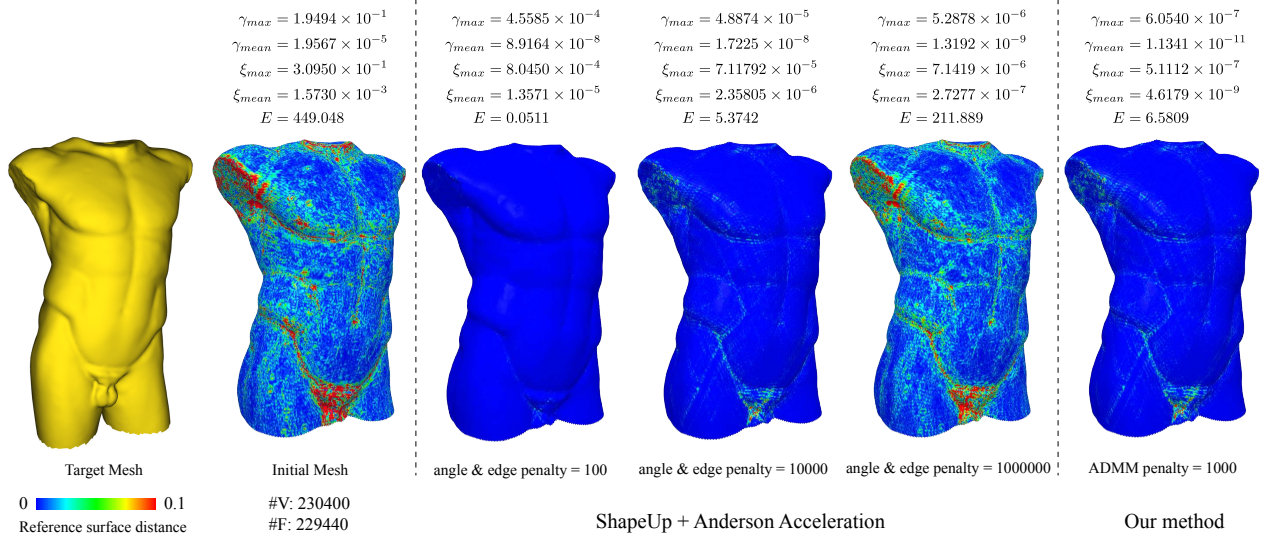 γmax = 1.9494 × 10⁻¹
γmean = 1.9567 × 10⁻⁵
ξmax = 3.0950 × 10⁻¹
ξmean = 1.5730 × 10⁻³
E = 449.048
γmax = 4.5585 × 10⁻⁴
γmean = 8.9164 × 10⁻⁸
ξmax = 8.0450 × 10⁻⁴
ξmean = 1.3571 × 10⁻⁵
E = 0.0511
γmax = 4.8874 × 10⁻⁵
γmean = 1.7225 × 10⁻⁸
ξmax = 7.11792 × 10⁻⁵
ξmean = 2.35805 × 10⁻⁶
E = 5.3742
γmax = 5.2878 × 10⁻⁶
γmean = 1.3192 × 10⁻⁹
ξmax = 7.1419 × 10⁻⁶
ξmean = 2.7277 × 10⁻⁷
E = 211.889
γmax = 6.0540 × 10⁻⁷
γmean = 1.1341 × 10⁻¹¹
ξmax = 5.1112 × 10⁻⁷
ξmean = 4.6179 × 10⁻⁹
E = 6.5809
Target Mesh
Initial Mesh
angle & edge penalty = 100
angle & edge penalty = 10000
angle & edge penalty = 1000000
ADMM penalty = 1000
0 0.1
Reference surface distance
#V: 230400
#F: 229440
ShapeUp + Anderson Acceleration
Our method